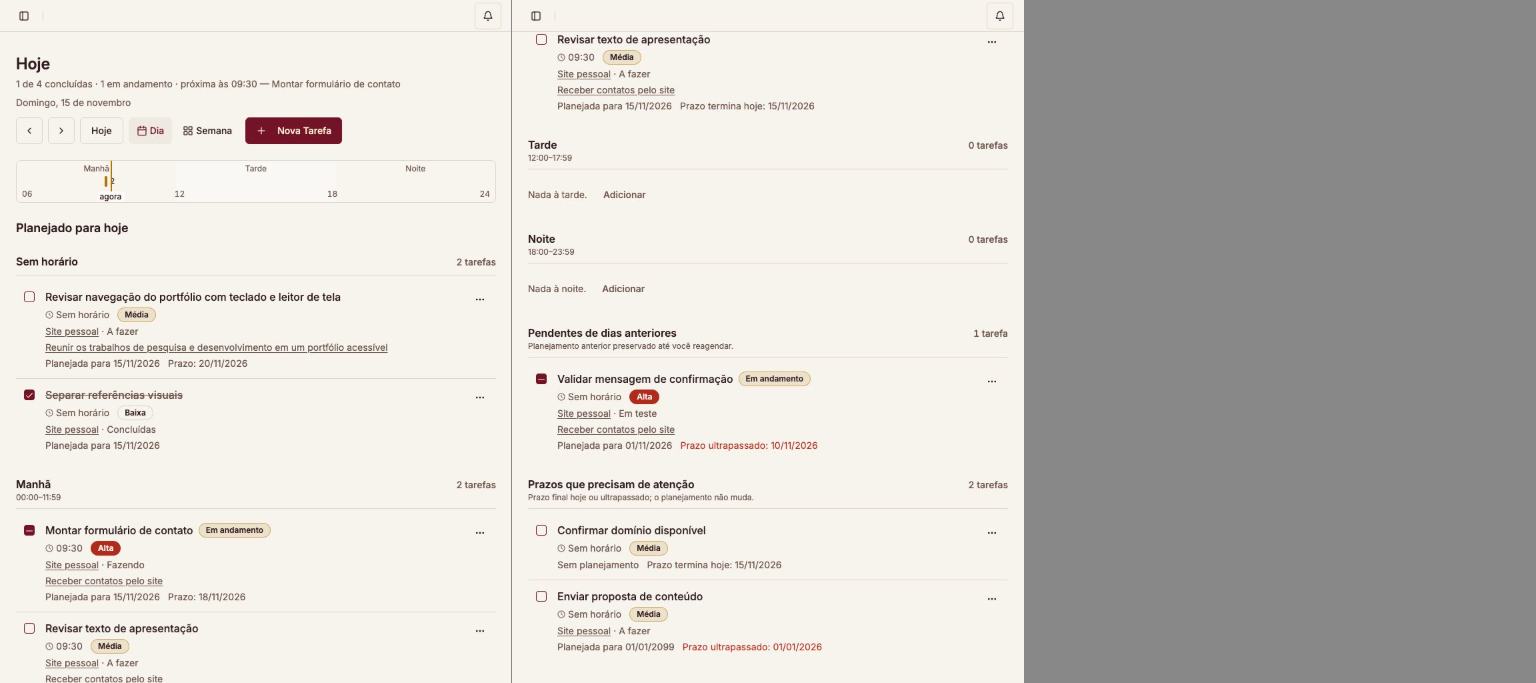 Hoje
1 de 4 concluídas · 1 em andamento · próxima às 09:30 — Montar formulário de contato
Domingo, 15 de novembro
Hoje Dia Semana + Nova Tarefa
Manhã Tarde Noite
2
06 12 18 24
agora
Planejado para hoje
Sem horário 2 tarefas
Revisar navegação do portfólio com teclado e leitor de tela ...
Sem horário Média
Site pessoal · A fazer
Reunir os trabalhos de pesquisa e desenvolvimento em um portfólio acessível
Planejada para 15/11/2026 Prazo: 20/11/2026
Separar referências visuais ...
Sem horário Baixa
Site pessoal · Concluídas
Planejada para 15/11/2026
Manhã 2 tarefas
00:00–11:59
Montar formulário de contato Em andamento ...
09:30 Alta
Site pessoal · Fazendo
Receber contatos pelo site
Planejada para 15/11/2026 Prazo: 18/11/2026
Revisar texto de apresentação ...
09:30 Média
Site pessoal · A fazer
Receber contatos pelo site
Revisar texto de apresentação ...
09:30 Média
Site pessoal · A fazer
Receber contatos pelo site
Planejada para 15/11/2026 Prazo termina hoje: 15/11/2026
Tarde 0 tarefas
12:00–17:59
Nada à tarde. Adicionar
Noite 0 tarefas
18:00–23:59
Nada à noite. Adicionar
Pendentes de dias anteriores 1 tarefa
Planejamento anterior preservado até você reagendar.
Validar mensagem de confirmação Em andamento ...
Sem horário Alta
Site pessoal · Em teste
Receber contatos pelo site
Planejada para 01/11/2026 Prazo ultrapassado: 10/11/2026
Prazos que precisam de atenção 2 tarefas
Prazo final hoje ou ultrapassado; o planejamento não muda.
Confirmar domínio disponível ...
Sem horário Média
Sem planejamento Prazo termina hoje: 15/11/2026
Enviar proposta de conteúdo ...
Sem horário Média
Site pessoal · A fazer
Planejada para 01/01/2099 Prazo ultrapassado: 01/01/2026